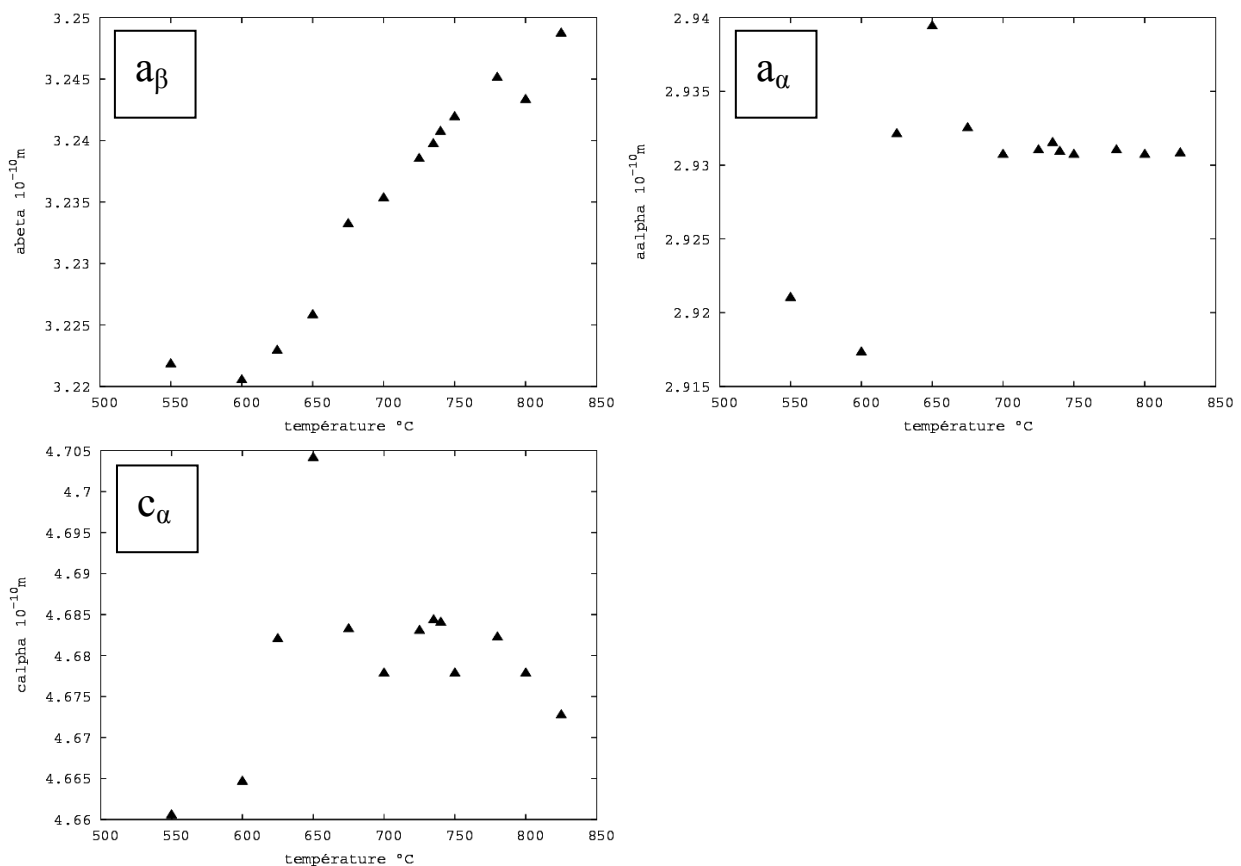 3.25
3.245
3.24
3.235
3.23
3.225
3.22
abeta 10⁻¹⁰m
aβ
500 550 600 650 700 750 800 850
température °C
2.94
2.935
2.93
2.925
2.92
2.915
aalpha 10⁻¹⁰m
aα
500 550 600 650 700 750 800 850
température °C
4.705
4.7
4.695
4.69
4.685
4.68
4.675
4.67
4.665
4.66
calpha 10⁻¹⁰m
cα
500 550 600 650 700 750 800 850
température °C